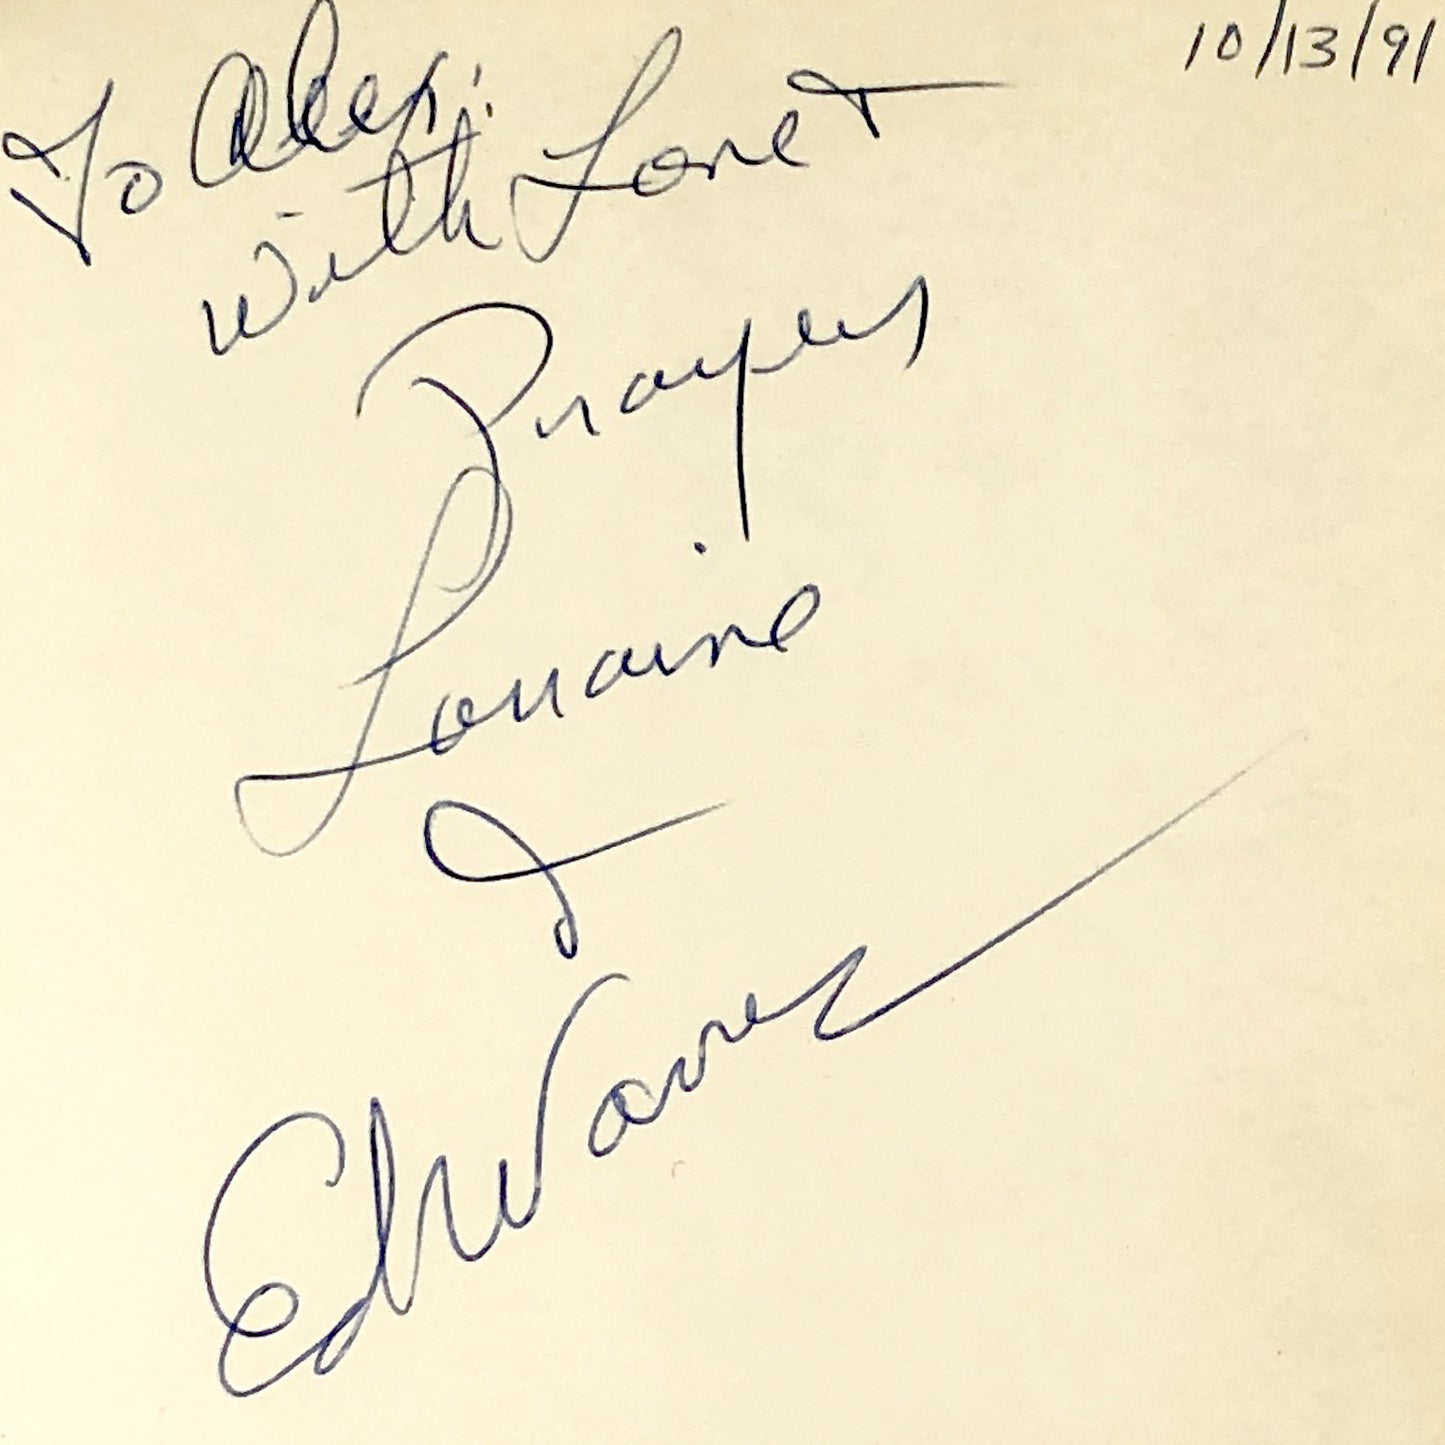 10/13/91
To Alex:
with Love +
Prayers
Lorraine
&
Ed Warren